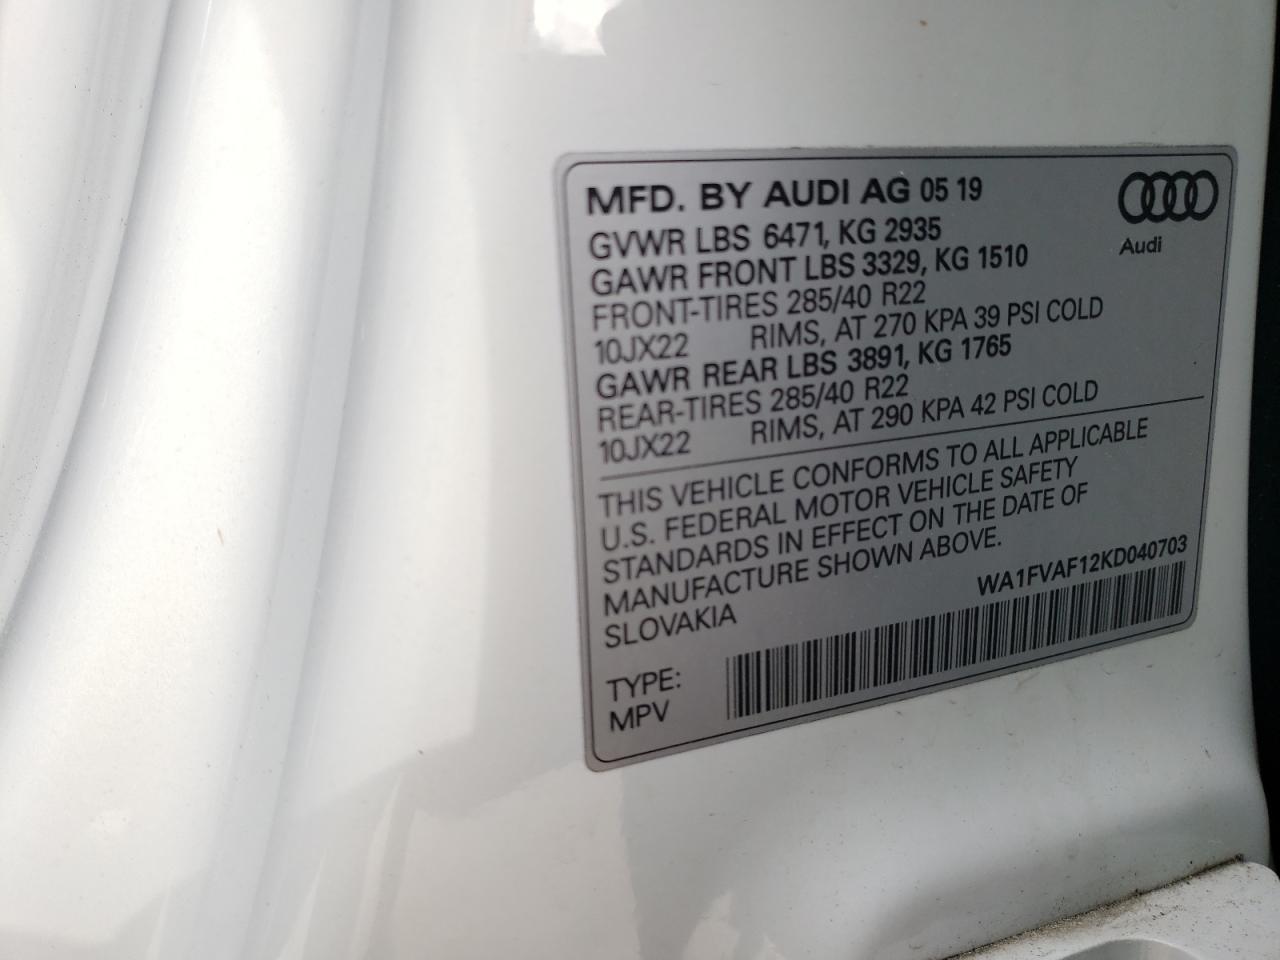 MFD. BY AUDI AG 05 19
GVWR LBS 6471, KG 2935
GAWR FRONT LBS 3329, KG 1510
FRONT-TIRES 285/40 R22
10JX22 RIMS, AT 270 KPA 39 PSI COLD
GAWR REAR LBS 3891, KG 1765
REAR-TIRES 285/40 R22
10JX22 RIMS, AT 290 KPA 42 PSI COLD
Audi
THIS VEHICLE CONFORMS TO ALL APPLICABLE
U.S. FEDERAL MOTOR VEHICLE SAFETY
STANDARDS IN EFFECT ON THE DATE OF
MANUFACTURE SHOWN ABOVE.
SLOVAKIA
WA1FVAF12KD040703
TYPE:
MPV